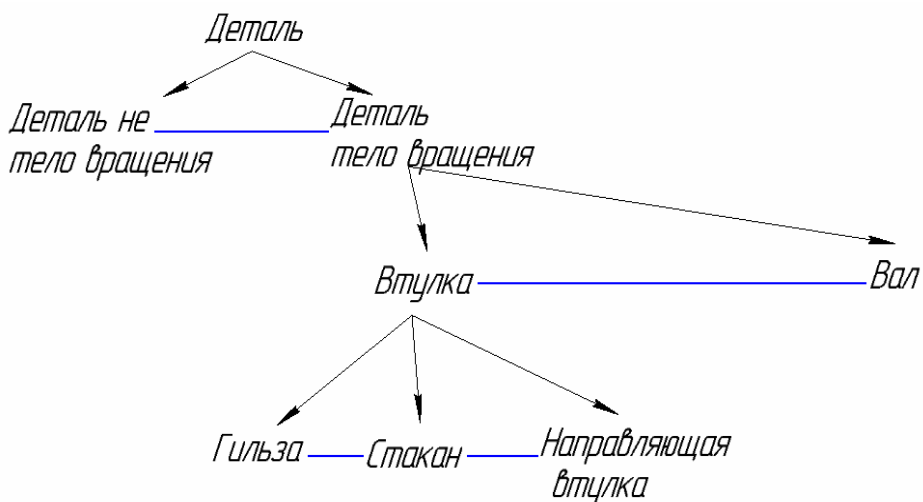 Деталь
Деталь не
тело вращения
Деталь
тело вращения
Втулка
Вал
Гильза
Стакан
Направляющая
втулка